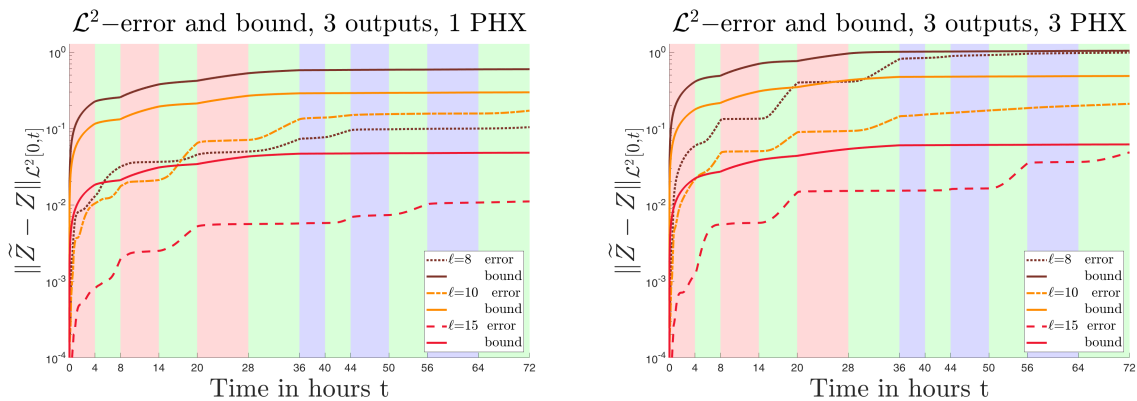 𝓛²−error and bound, 3 outputs, 1 PHX
‖Z̃ − Z‖𝓛²[0,t]
10⁰
10⁻¹
10⁻²
10⁻³
10⁻⁴
ℓ=8 error
bound
ℓ=10 error
bound
ℓ=15 error
bound
0 4 8 14 20 28 36 40 44 50 56 64 72
Time in hours t
𝓛²−error and bound, 3 outputs, 3 PHX
‖Z̃ − Z‖𝓛²[0,t]
10⁰
10⁻¹
10⁻²
10⁻³
10⁻⁴
ℓ=8 error
bound
ℓ=10 error
bound
ℓ=15 error
bound
0 4 8 14 20 28 36 40 44 50 56 64 72
Time in hours t